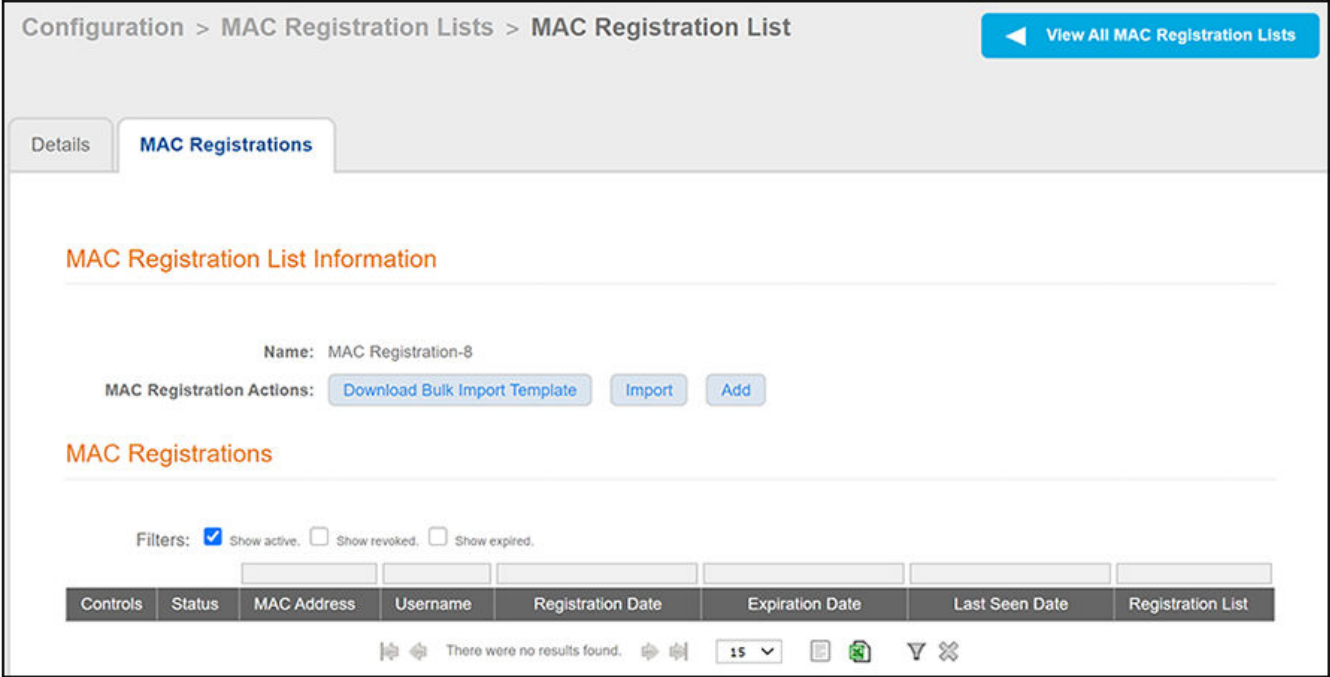 Configuration > MAC Registration Lists > MAC Registration List
View All MAC Registration Lists
Details
MAC Registrations
MAC Registration List Information
Name: MAC Registration-8
MAC Registration Actions: Download Bulk Import Template Import Add
MAC Registrations
Filters: Show active. Show revoked. Show expired.
Controls Status MAC Address Username Registration Date Expiration Date Last Seen Date Registration List
There were no results found. 15